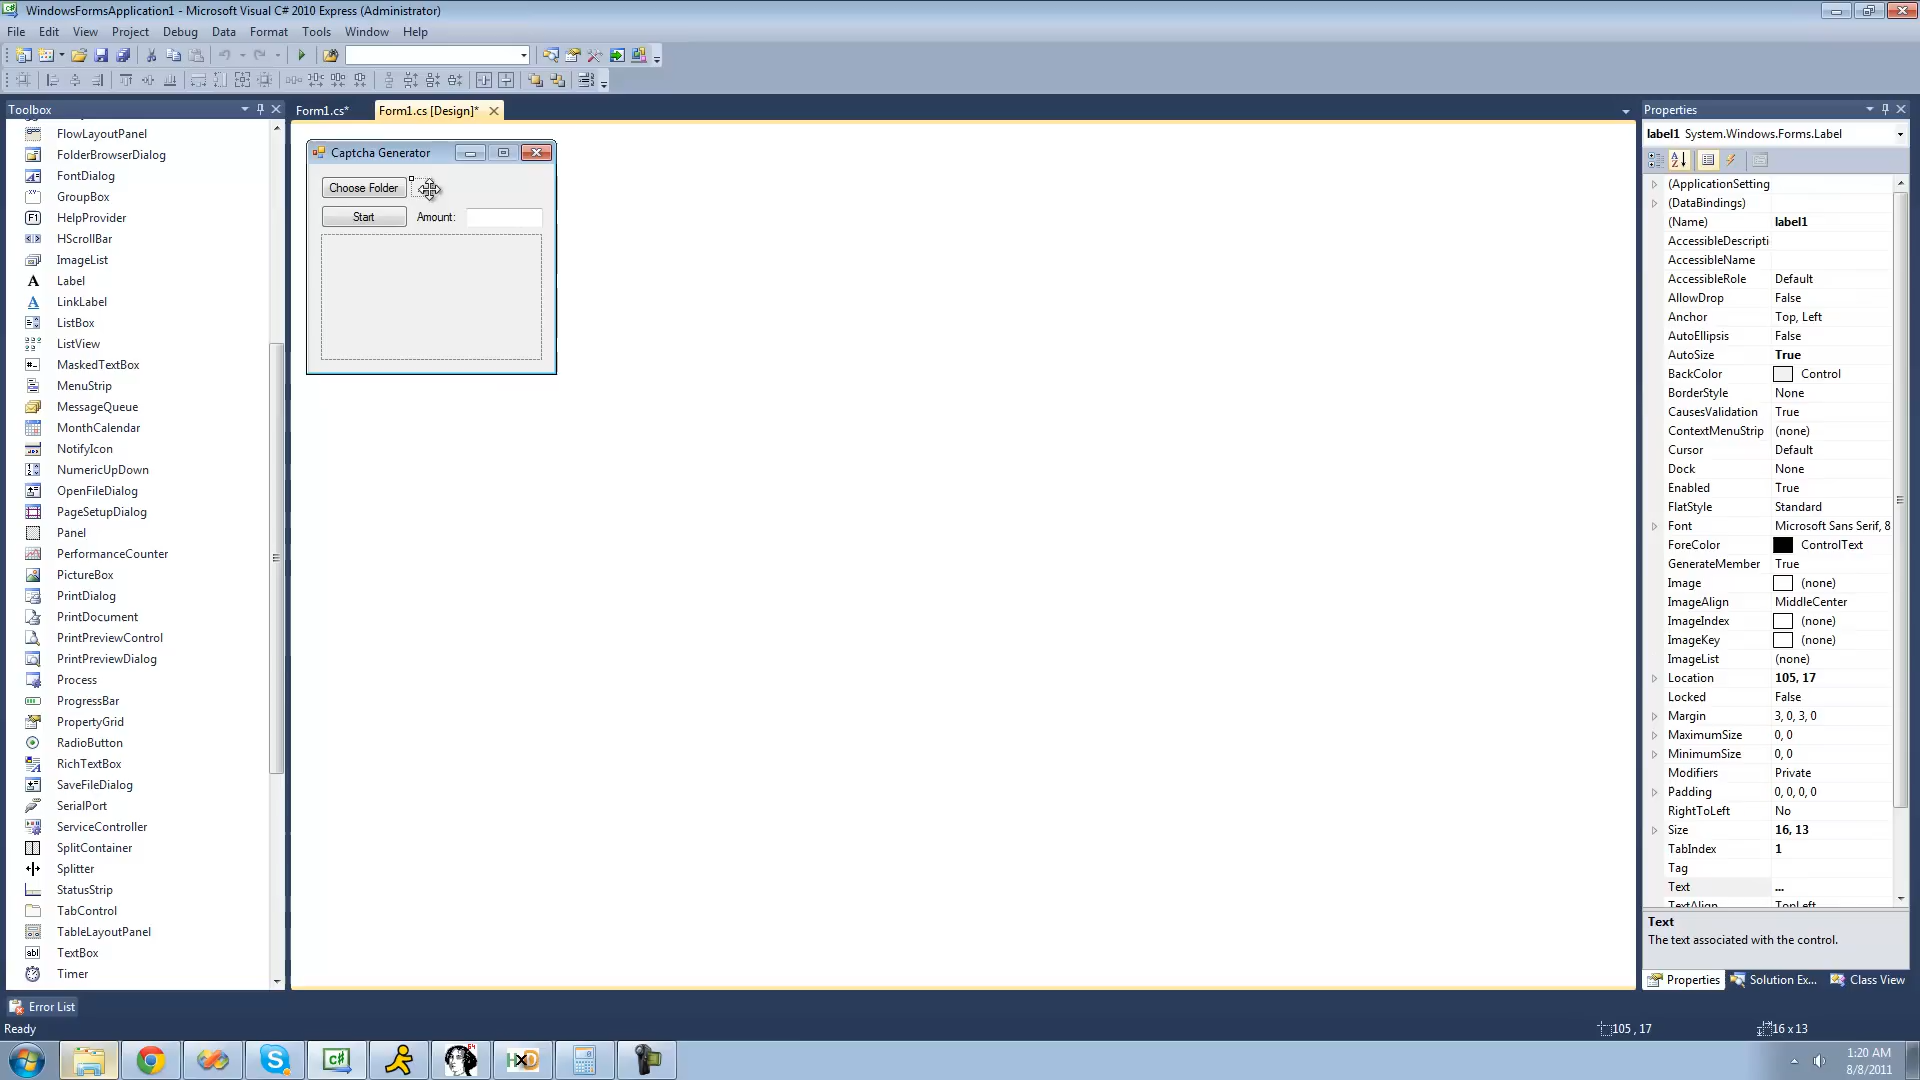 WindowsFormsApplication1 - Microsoft Visual C# 2010 Express (Administrator)
File Edit View Project Debug Data Format Tools Window Help
Toolbox
FlowLayoutPanel
FolderBrowserDialog
FontDialog
GroupBox
HelpProvider
HScrollBar
ImageList
Label
LinkLabel
ListBox
ListView
MaskedTextBox
MenuStrip
MessageQueue
MonthCalendar
NotifyIcon
NumericUpDown
OpenFileDialog
PageSetupDialog
Panel
PerformanceCounter
PictureBox
PrintDialog
PrintDocument
PrintPreviewControl
PrintPreviewDialog
Process
ProgressBar
PropertyGrid
RadioButton
RichTextBox
SaveFileDialog
SerialPort
ServiceController
SplitContainer
Splitter
StatusStrip
TabControl
TableLayoutPanel
TextBox
Timer
Form1.cs* Form1.cs [Design]*
Captcha Generator
Choose Folder
Start Amount:
Properties
label1 System.Windows.Forms.Label
(ApplicationSetting
(DataBindings)
(Name) label1
AccessibleDescripti
AccessibleName
AccessibleRole Default
AllowDrop False
Anchor Top, Left
AutoEllipsis False
AutoSize True
BackColor Control
BorderStyle None
CausesValidation True
ContextMenuStrip (none)
Cursor Default
Dock None
Enabled True
FlatStyle Standard
Font Microsoft Sans Serif, 8
ForeColor ControlText
GenerateMember True
Image (none)
ImageAlign MiddleCenter
ImageIndex (none)
ImageKey (none)
ImageList (none)
Location 105, 17
Locked False
Margin 3, 0, 3, 0
MaximumSize 0, 0
MinimumSize 0, 0
Modifiers Private
Padding 0, 0, 0, 0
RightToLeft No
Size 16, 13
TabIndex 1
Tag
Text ...
TextAlign TopLeft
Text
The text associated with the control.
Properties Solution Ex... Class View
Error List
Ready 105 , 17 16 x 13
1:20 AM
8/8/2011